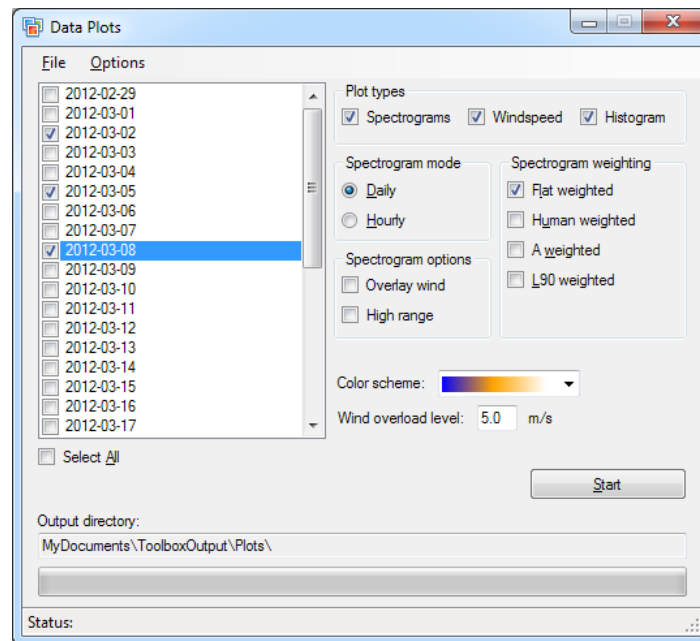 Data Plots
File Options
2012-02-29
2012-03-01
2012-03-02
2012-03-03
2012-03-04
2012-03-05
2012-03-06
2012-03-07
2012-03-08
2012-03-09
2012-03-10
2012-03-11
2012-03-12
2012-03-13
2012-03-14
2012-03-15
2012-03-16
2012-03-17
Select All
Plot types
Spectrograms Windspeed Histogram
Spectrogram mode
Daily
Hourly
Spectrogram options
Overlay wind
High range
Spectrogram weighting
Flat weighted
Human weighted
A weighted
L90 weighted
Color scheme:
Wind overload level: 5.0 m/s
Start
Output directory:
MyDocuments\ToolboxOutput\Plots\
Status: